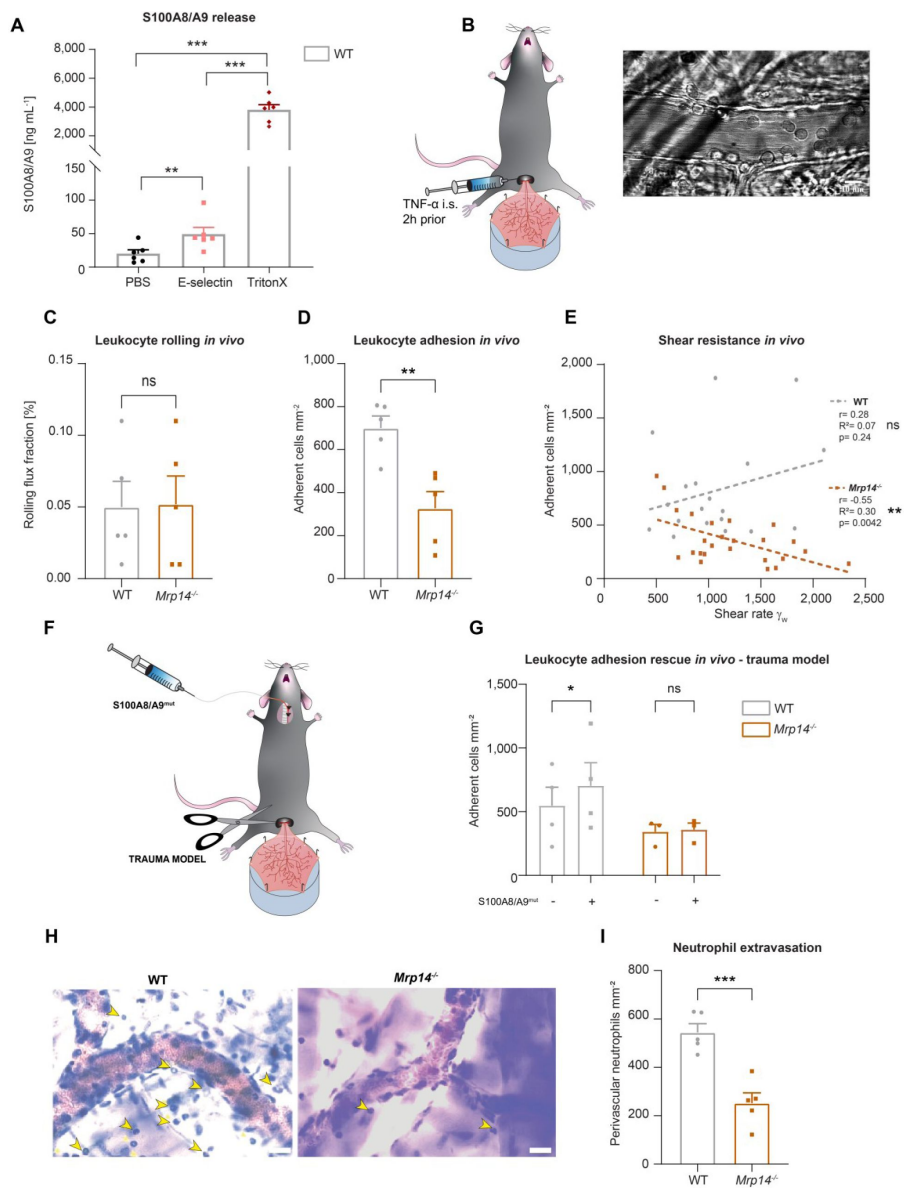 A
S100A8/A9 release
S100A8/A9 [ng mL⁻¹]
8,000
6,000
4,000
2,000
150
100
50
0
***
***
**
WT
PBS
E-selectin
TritonX
B
TNF-α i.s.
2h prior
10 µm
C
Leukocyte rolling in vivo
Rolling flux fraction [%]
0.15
0.10
0.05
0.00
ns
WT
Mrp14⁻/⁻
D
Leukocyte adhesion in vivo
Adherent cells mm⁻²
1,000
800
600
400
200
0
**
WT
Mrp14⁻/⁻
E
Shear resistance in vivo
Adherent cells mm⁻²
2,000
1,500
1,000
500
0
0
500
1,000
1,500
2,000
2,500
Shear rate γw
WT
r= 0.28
R²= 0.07
p= 0.24
ns
Mrp14⁻/⁻
r= -0.55
R²= 0.30
p= 0.0042
**
F
S100A8/A9ᵐᵘᵗ
TRAUMA MODEL
G
Leukocyte adhesion rescue in vivo - trauma model
Adherent cells mm⁻²
1,500
1,000
500
0
*
ns
WT
Mrp14⁻/⁻
S100A8/A9ᵐᵘᵗ
-
+
-
+
H
WT
Mrp14⁻/⁻
I
Neutrophil extravasation
Perivascular neutrophils mm⁻²
800
600
400
200
0
***
WT
Mrp14⁻/⁻